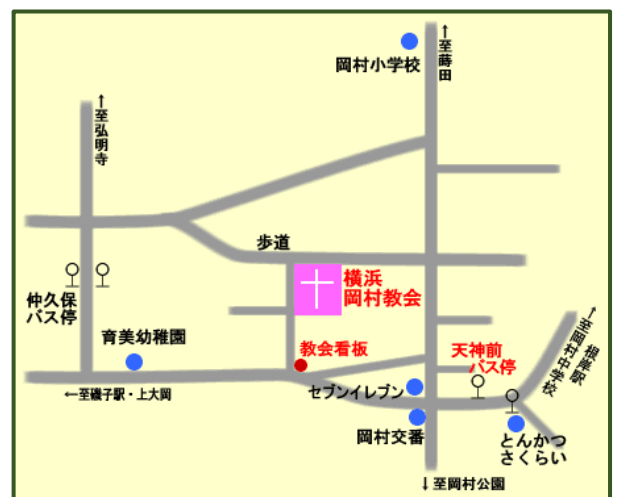 ↑至蒔田
岡村小学校
↑至弘明寺
歩道
横浜
岡村教会
仲久保
バス停
育美幼稚園
教会看板
天神前
バス停
根岸駅
↑至岡村中学校
←至磯子駅・上大岡
セブンイレブン
岡村交番
とんかつ
さくらい
↓至岡村公園